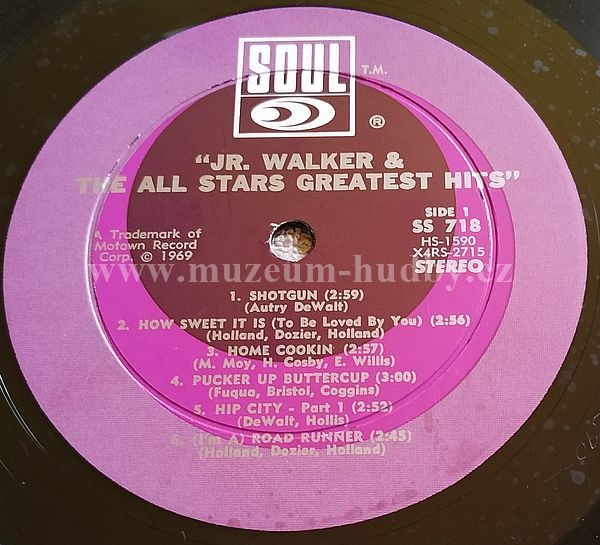 SOUL
T.M.
®
"JR. WALKER &
THE ALL STARS GREATEST HITS"
SIDE 1
SS 718
HS-1590
X4RS-2715
STEREO
A Trademark of
Motown Record
Corp. © 1969
www.muzeum-hudby.cz
1. SHOTGUN (2:59)
(Autry DeWalt)
2. HOW SWEET IT IS (To Be Loved By You) (2:56)
(Holland, Dozier, Holland)
3. HOME COOKIN (2:57)
(M. Moy, H. Cosby, E. Willis)
4. PUCKER UP BUTTERCUP (3:00)
(Fuqua, Bristol, Coggins)
5. HIP CITY - Part 1 (2:52)
(DeWalt, Hollis)
6. (I'm A) ROAD RUNNER (2:45)
(Holland, Dozier, Holland)